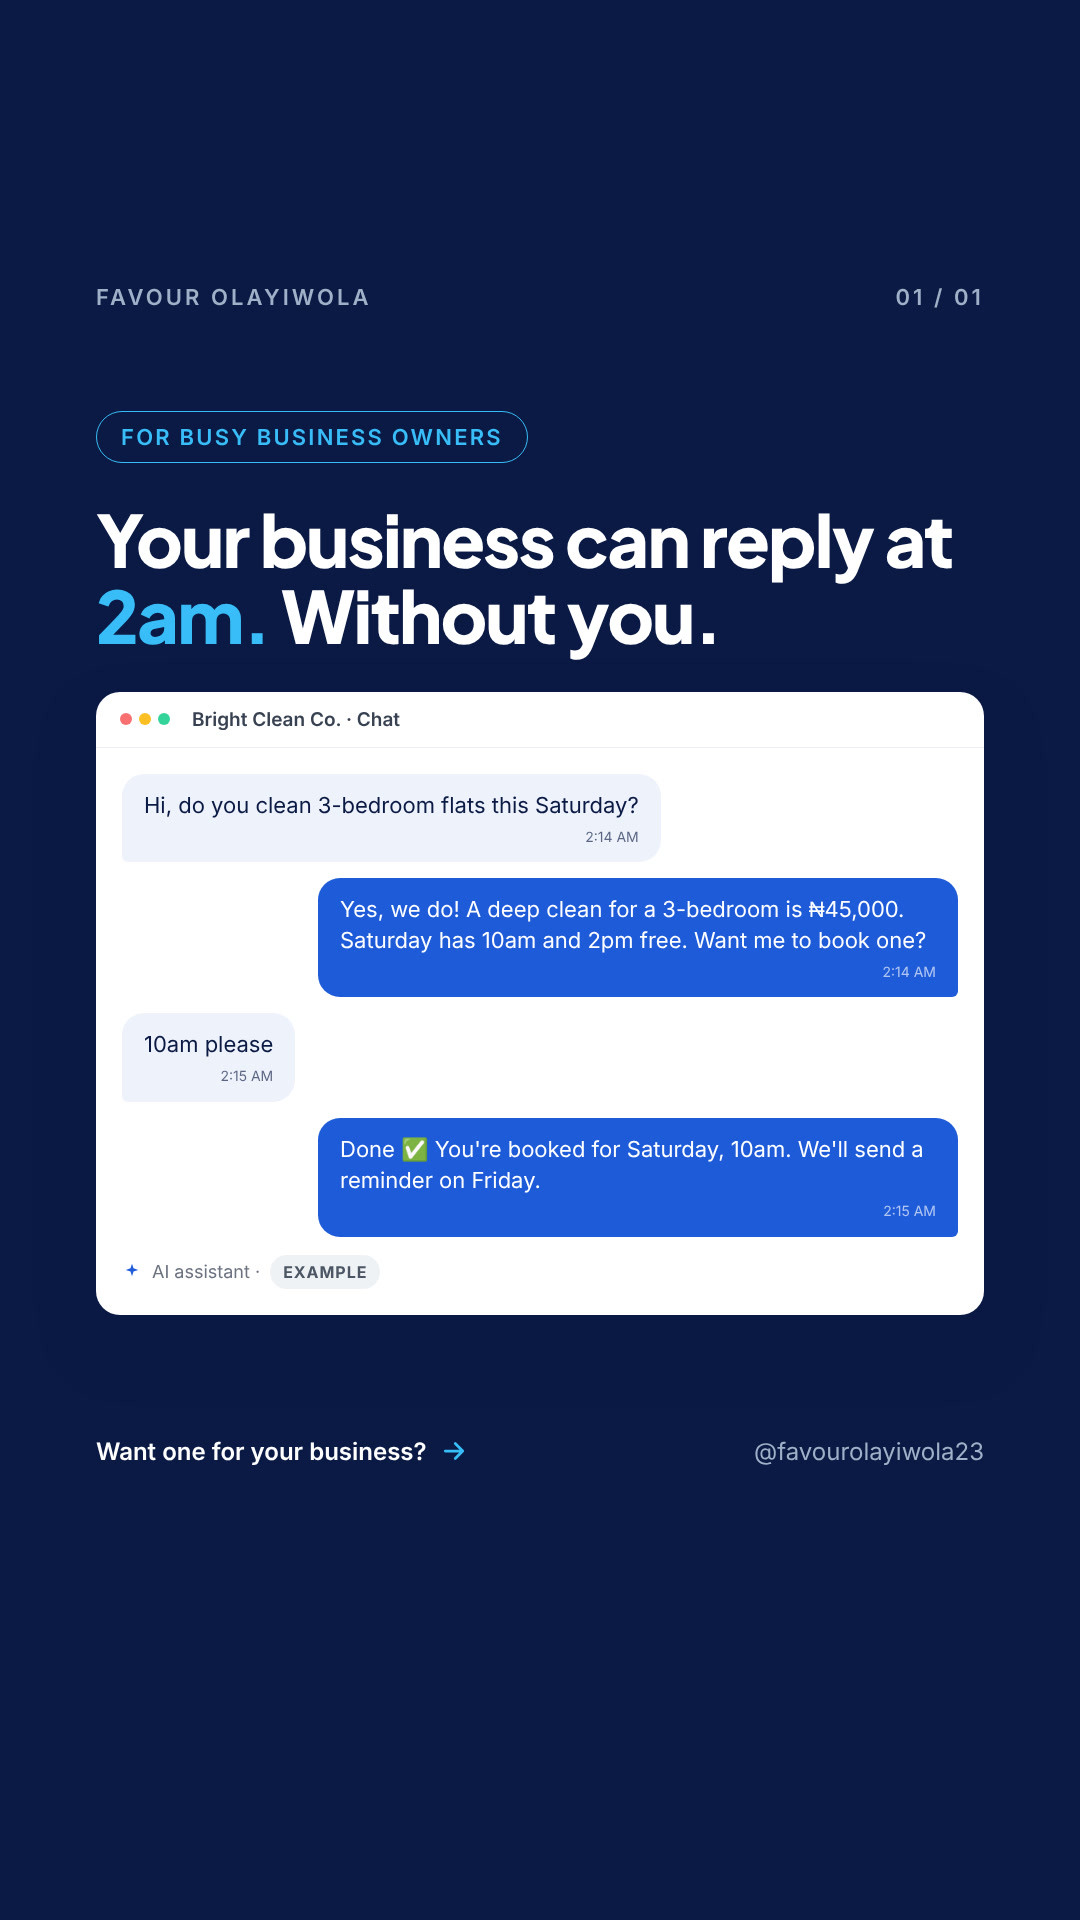 FAVOUR OLAYIWOLA
01 / 01
FOR BUSY BUSINESS OWNERS
Your business can reply at
2am. Without you.
Bright Clean Co. · Chat
Hi, do you clean 3-bedroom flats this Saturday?
2:14 AM
Yes, we do! A deep clean for a 3-bedroom is ₦45,000.
Saturday has 10am and 2pm free. Want me to book one?
2:14 AM
10am please
2:15 AM
Done ✅ You're booked for Saturday, 10am. We'll send a
reminder on Friday.
2:15 AM
AI assistant · EXAMPLE
Want one for your business? →
@favourolayiwola23